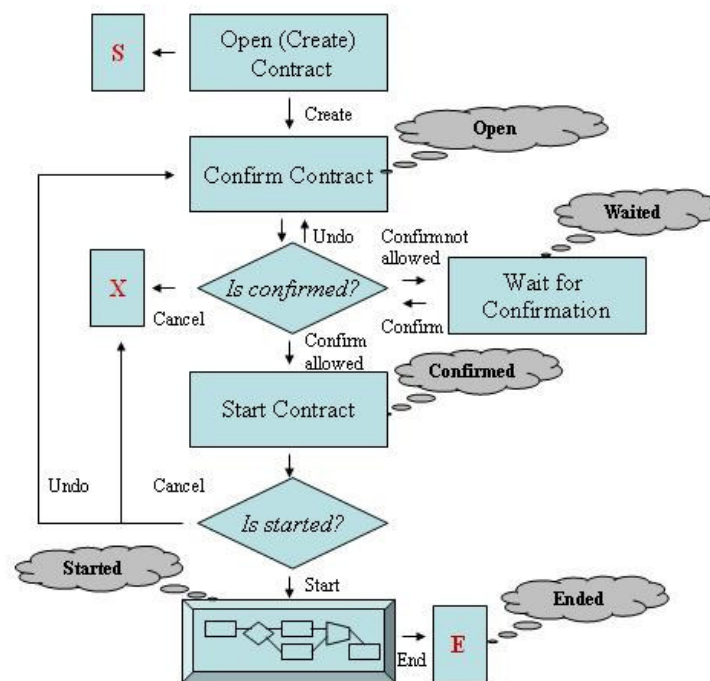 S
Open (Create)
Contract
Create
Open
Confirm Contract
Waited
Undo
Confirmnot
allowed
X
Is confirmed?
Wait for
Confirmation
Cancel
Confirm
Confirm
allowed
Confirmed
Start Contract
Undo
Cancel
Is started?
Started
Start
Ended
E
End